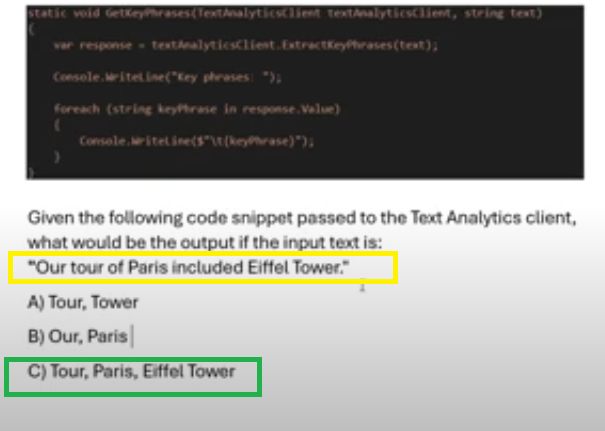 static void GetKeyPhrases(TextAnalyticsClient textAnalyticsClient, string text)
{
var response = textAnalyticsClient.ExtractKeyPhrases(text);
Console.WriteLine("Key phrases: ");
foreach (string keyPhrase in response.Value)
{
Console.WriteLine($"\t{keyPhrase}");
}
}
Given the following code snippet passed to the Text Analytics client,
what would be the output if the input text is:
"Our tour of Paris included Eiffel Tower."
A) Tour, Tower
B) Our, Paris
C) Tour, Paris, Eiffel Tower